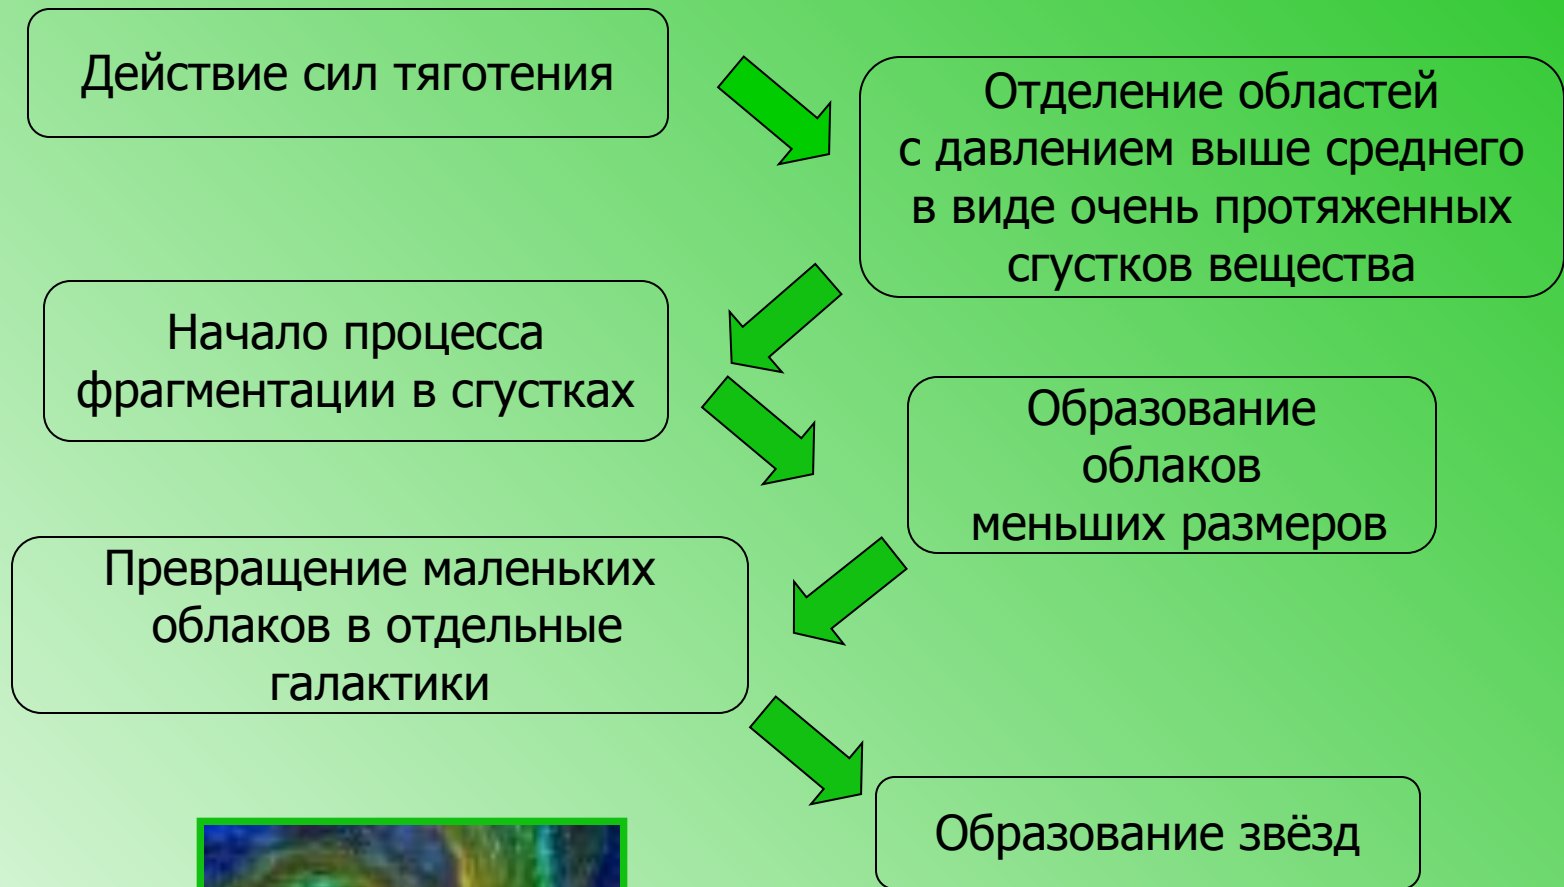 Действие сил тяготения
Отделение областей
с давлением выше среднего
в виде очень протяженных
сгустков вещества
Начало процесса
фрагментации в сгустках
Образование
облаков
меньших размеров
Превращение маленьких
облаков в отдельные
галактики
Образование звёзд